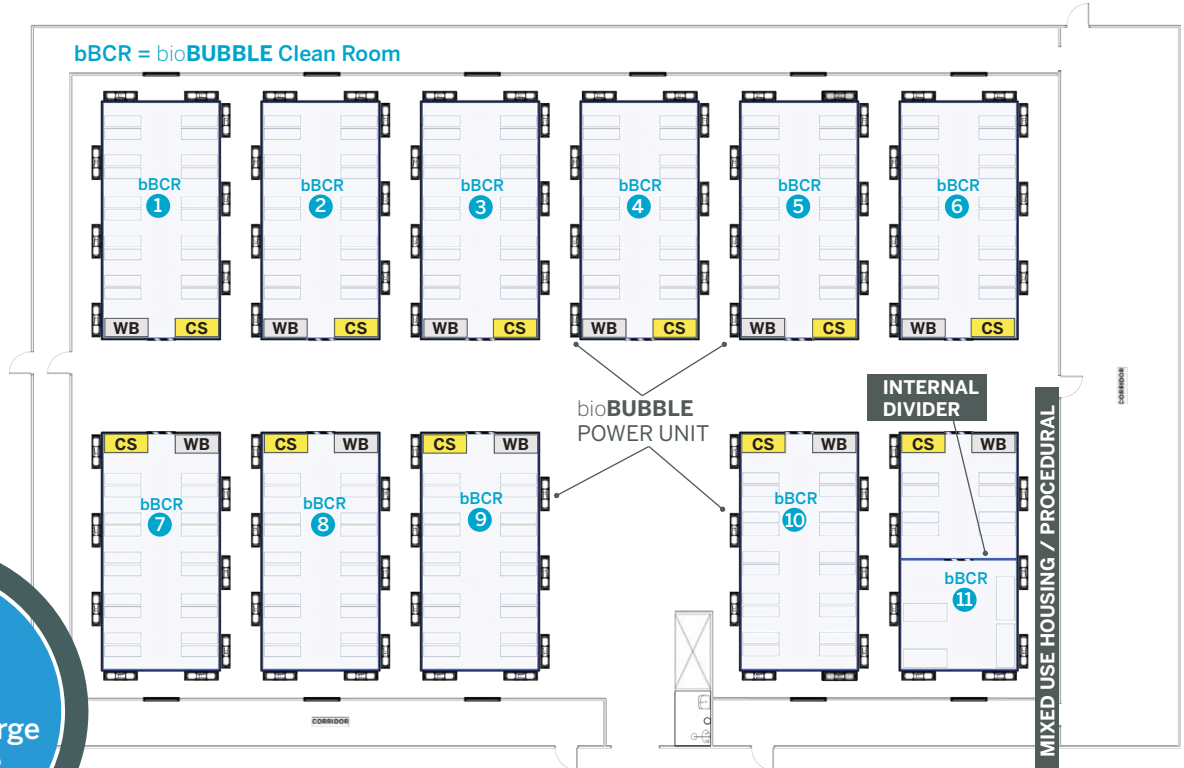 bBCR = bioBUBBLE Clean Room
bBCR
1
bBCR
2
bBCR
3
bBCR
4
bBCR
5
bBCR
6
WB CS
WB CS
WB CS
WB CS
WB CS
WB CS
bioBUBBLE
POWER UNIT
INTERNAL
DIVIDER
CORRIDOR
CS WB
CS WB
CS WB
CS WB
CS WB
bBCR
7
bBCR
8
bBCR
9
bBCR
10
bBCR
11
MIXED USE HOUSING / PROCEDURAL
CORRIDOR
rge